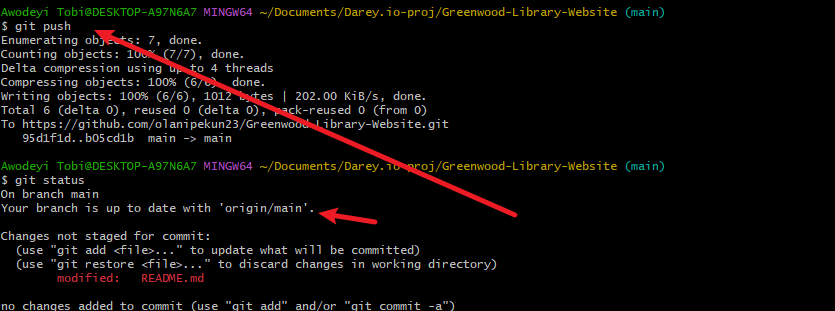 Awodeyi Tobi@DESKTOP-A97N6A7 MINGW64 ~/Documents/Darey.io-proj/Greenwood-Library-Website (main)
$ git push
Enumerating objects: 7, done.
Counting objects: 100% (7/7), done.
Delta compression using up to 4 threads
Compressing objects: 100% (6/6), done.
Writing objects: 100% (6/6), 1012 bytes | 202.00 KiB/s, done.
Total 6 (delta 0), reused 0 (delta 0), pack-reused 0 (from 0)
To https://github.com/olanipekun23/Greenwood-Library-Website.git
   95d1f1d..b05cd1b  main -> main

Awodeyi Tobi@DESKTOP-A97N6A7 MINGW64 ~/Documents/Darey.io-proj/Greenwood-Library-Website (main)
$ git status
On branch main
Your branch is up to date with 'origin/main'.

Changes not staged for commit:
  (use "git add <file>..." to update what will be committed)
  (use "git restore <file>..." to discard changes in working directory)
        modified:   README.md

no changes added to commit (use "git add" and/or "git commit -a")